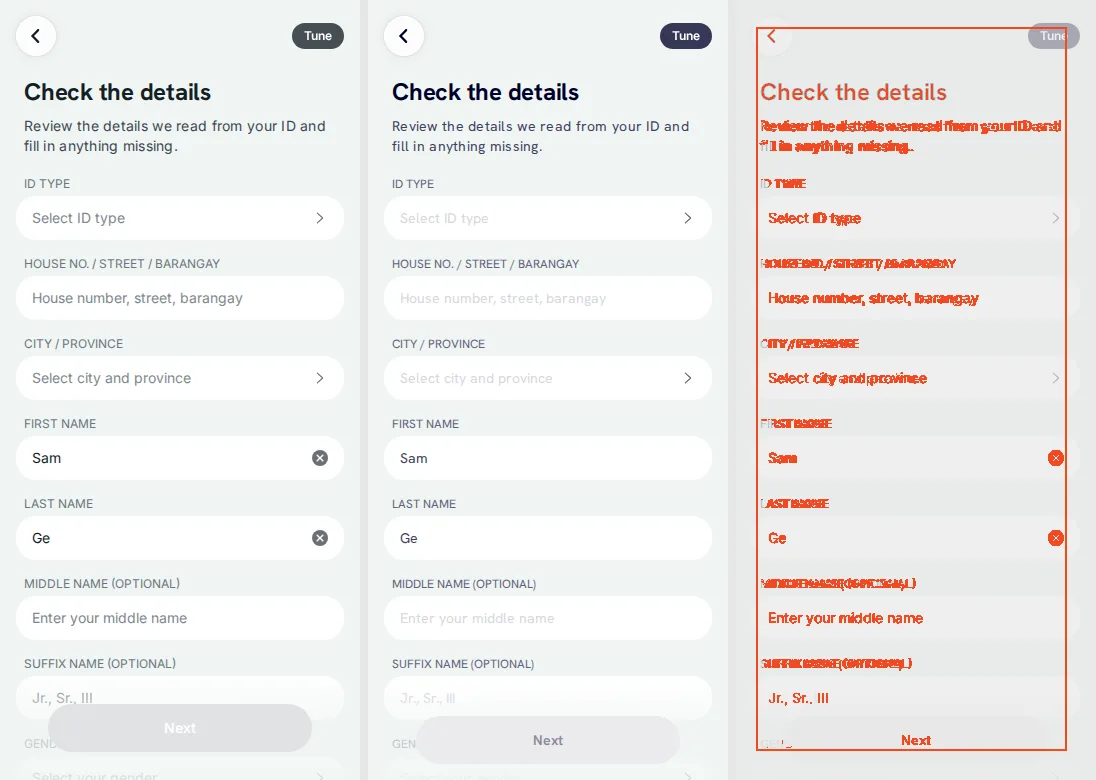 Tune
Check the details
Review the details we read from your ID and
fill in anything missing.
ID TYPE
Select ID type
HOUSE NO. / STREET / BARANGAY
House number, street, barangay
CITY / PROVINCE
Select city and province
FIRST NAME
Sam
LAST NAME
Ge
MIDDLE NAME (OPTIONAL)
Enter your middle name
SUFFIX NAME (OPTIONAL)
Jr., Sr., III
Next
GEND
Select your gender
Tune
Check the details
Review the details we read from your ID and
fill in anything missing.
ID TYPE
Select ID type
HOUSE NO. / STREET / BARANGAY
House number, street, barangay
CITY / PROVINCE
Select city and province
FIRST NAME
Sam
LAST NAME
Ge
MIDDLE NAME (OPTIONAL)
Enter your middle name
SUFFIX NAME (OPTIONAL)
Jr., Sr., III
Next
GEN
Tune
Check the details
Select ID type
House number, street, barangay
Select city and province
Sam
Ge
Enter your middle name
Jr., Sr., III
Next